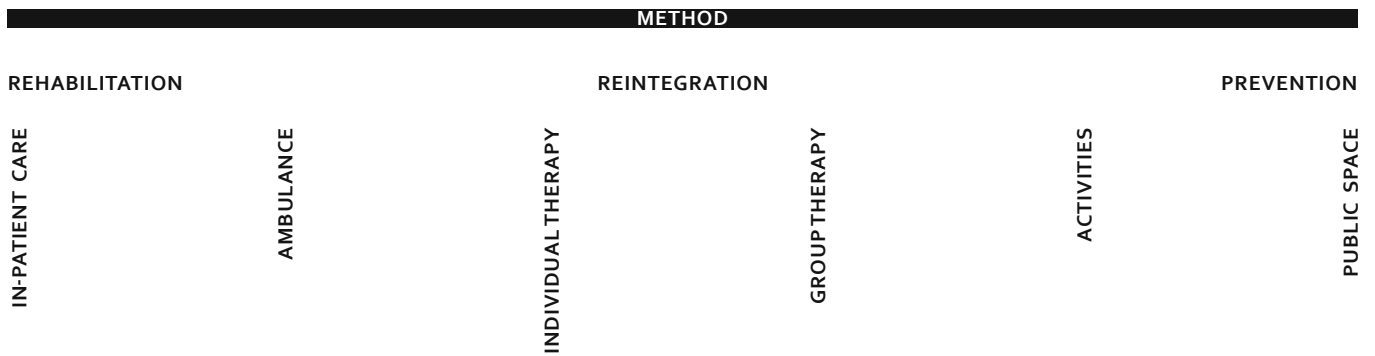 METHOD
REHABILITATION
REINTEGRATION
PREVENTION
IN-PATIENT CARE
AMBULANCE
INDIVIDUAL THERAPY
GROUP THERAPY
ACTIVITIES
PUBLIC SPACE